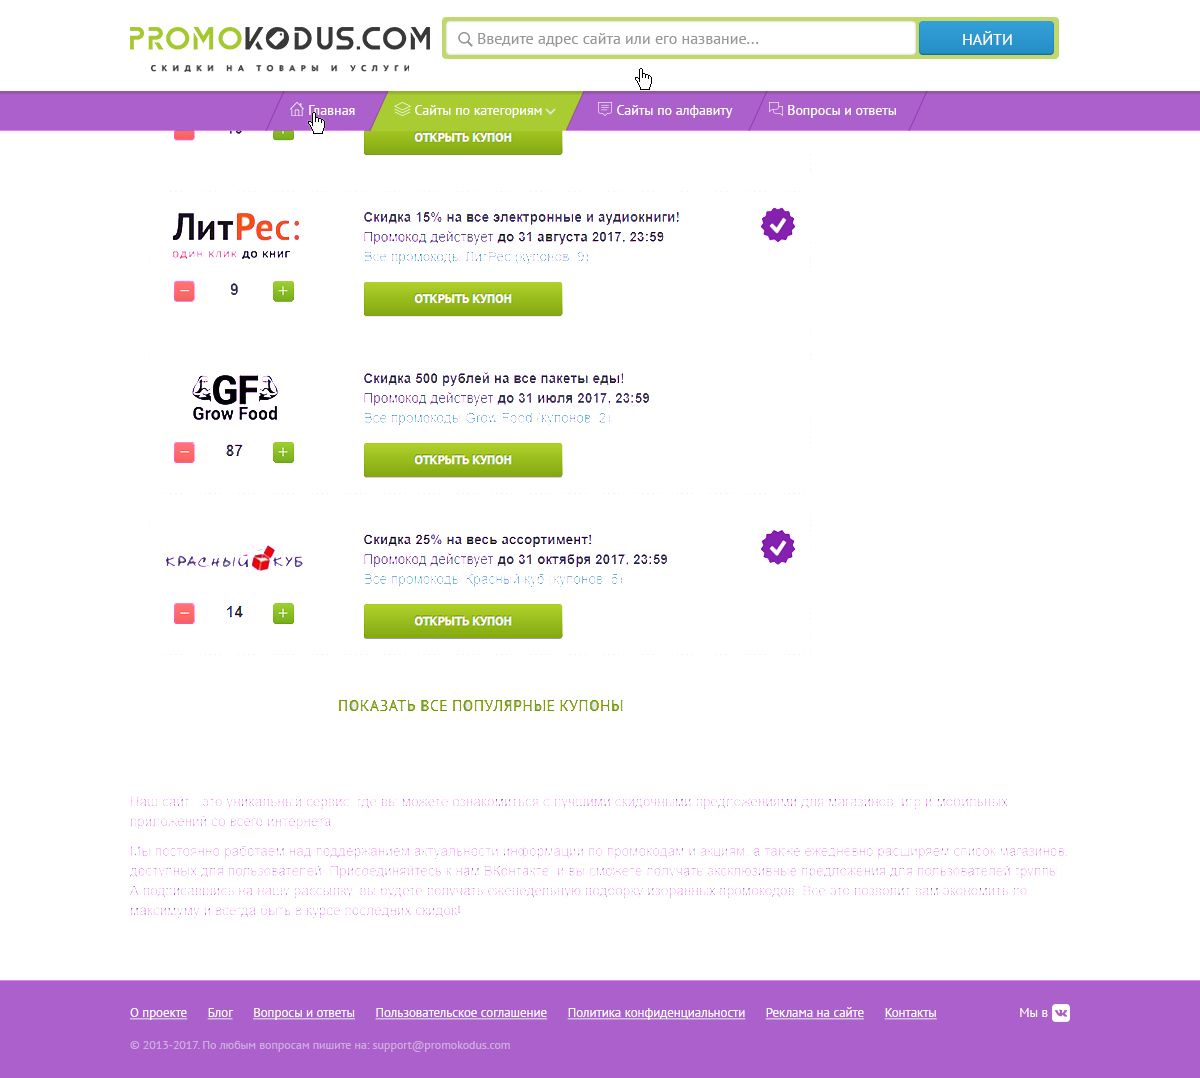 PROMOKODUS.COM
СКИДКИ НА ТОВАРЫ И УСЛУГИ
Введите адрес сайта или его название...
НАЙТИ
Главная
Сайты по категориям
Сайты по алфавиту
Вопросы и ответы
ОТКРЫТЬ КУПОН
ЛитРес:
один клик до книг
Скидка 15% на все электронные и аудиокниги!
Промокод действует до 31 августа 2017, 23:59
Все промокоды ЛитРес (купонов: 9)
− 9 +
ОТКРЫТЬ КУПОН
GF
Grow Food
Скидка 500 рублей на все пакеты еды!
Промокод действует до 31 июля 2017, 23:59
Все промокоды Grow Food (купонов: 2)
− 87 +
ОТКРЫТЬ КУПОН
КРАСНЫЙ КУБ
Скидка 25% на весь ассортимент!
Промокод действует до 31 октября 2017, 23:59
Все промокоды Красный куб (купонов: 5)
− 14 +
ОТКРЫТЬ КУПОН
ПОКАЗАТЬ ВСЕ ПОПУЛЯРНЫЕ КУПОНЫ
Наш сайт - это уникальный сервис, где вы можете ознакомиться с лучшими скидочными предложениями для магазинов, игр и мобильных
приложений со всего интернета.
Мы постоянно работаем над поддержанием актуальности информации по промокодам и акциям, а также ежедневно расширяем список магазинов,
доступных для пользователей. Присоединяйтесь к нам ВКонтакте, и вы сможете получать эксклюзивные предложения для пользователей группы.
А подписавшись на нашу рассылку, вы будете получать еженедельную подборку избранных промокодов. Все это позволит вам экономить по
максимуму и всегда быть в курсе последних скидок!
О проекте
Блог
Вопросы и ответы
Пользовательское соглашение
Политика конфиденциальности
Реклама на сайте
Контакты
Мы в
© 2013-2017. По любым вопросам пишите на: support@promokodus.com